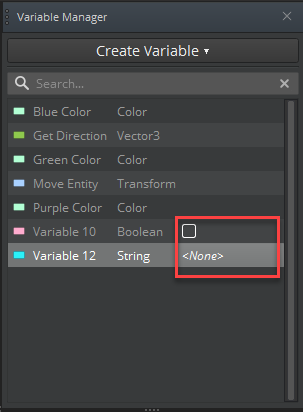 Variable Manager
Create Variable
Search...
Blue Color Color
Get Direction Vector3
Green Color Color
Move Entity Transform
Purple Color Color
Variable 10 Boolean
Variable 12 String <None>